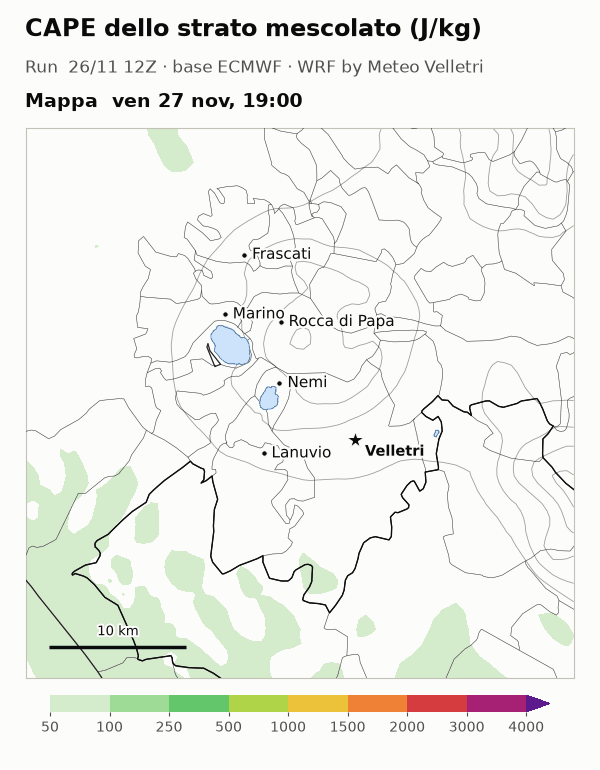 CAPE dello strato mescolato (J/kg)
Run  26/11 12Z · base ECMWF · WRF by Meteo Velletri
Mappa  ven 27 nov, 19:00
Frascati
Marino
Rocca di Papa
Nemi
Velletri
Lanuvio
10 km
50 100 250 500 1000 1500 2000 3000 4000